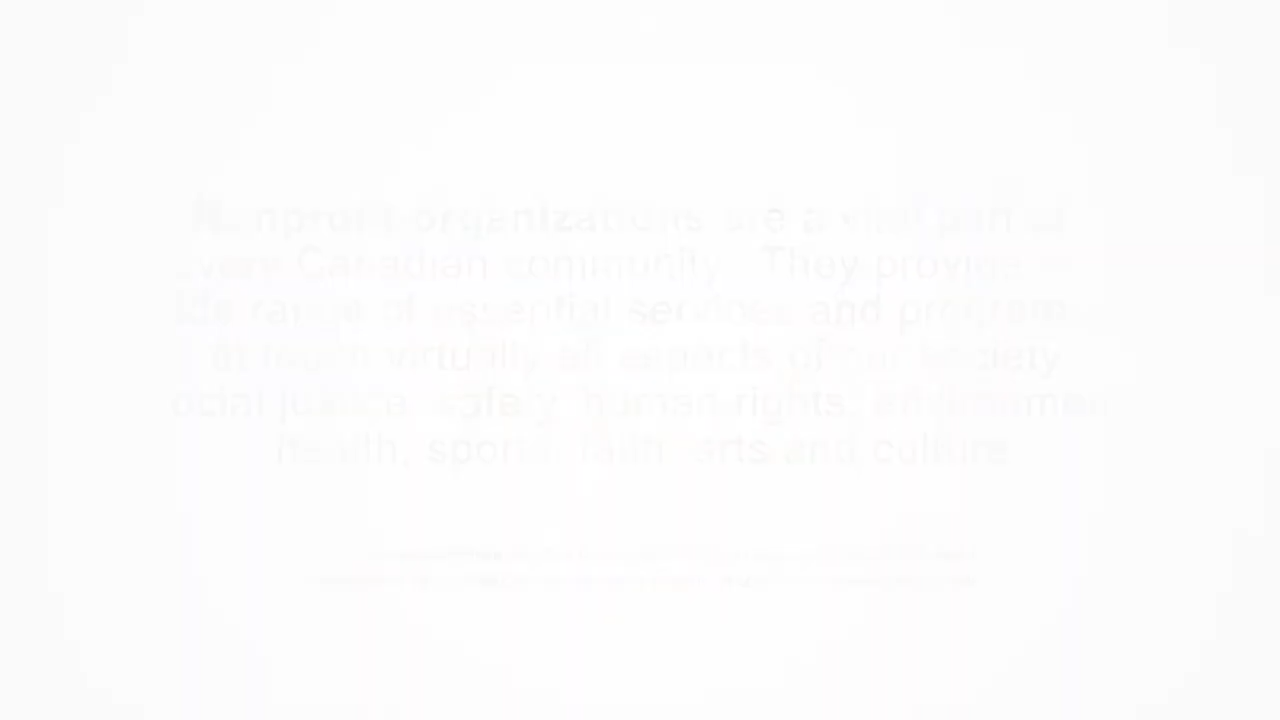 Nonprofit organizations are a vital part of
every Canadian community. They provide a
wide range of essential services and programs
that touch virtually all aspects of our society
social justice, safety, human rights, environment,
health, sports, faith, arts and culture